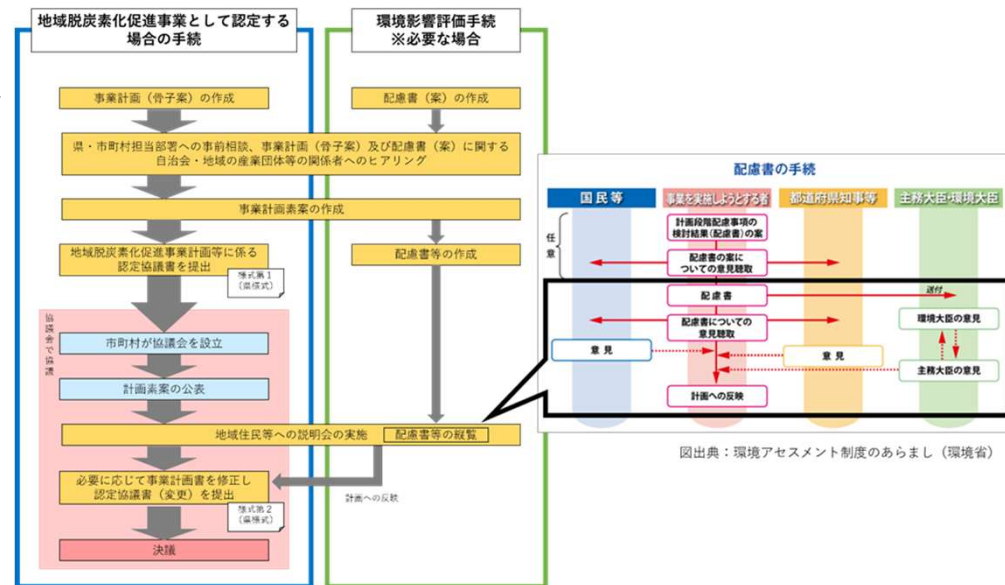 地域脱炭素化促進事業として認定する
場合の手続
環境影響評価手続
※必要な場合
事業計画（骨子案）の作成
配慮書（案）の作成
県・市町村担当部署への事前相談、事業計画（骨子案）及び配慮書（案）に関する
自治会・地域の産業団体等の関係者へのヒアリング
事業計画素案の作成
地域脱炭素化促進事業計画等に係る
認定協議書を提出
様式第1
（県様式）
配慮書等の作成
協議会で協議
市町村が協議会を設立
計画素案の公表
地域住民等への説明会の実施
配慮書等の縦覧
必要に応じて事業計画書を修正し
認定協議書（変更）を提出
様式第2
（県様式）
計画への反映
決議
配慮書の手続
国民等
事業を実施しようとする者
都道府県知事等
主務大臣・環境大臣
任意
計画段階配慮事項の
検討結果（配慮書）の案
配慮書の案に
ついての意見聴取
配慮書
送付
配慮書についての
意見聴取
環境大臣の意見
意見
意見
主務大臣の意見
計画への反映
図出典：環境アセスメント制度のあらまし（環境省）